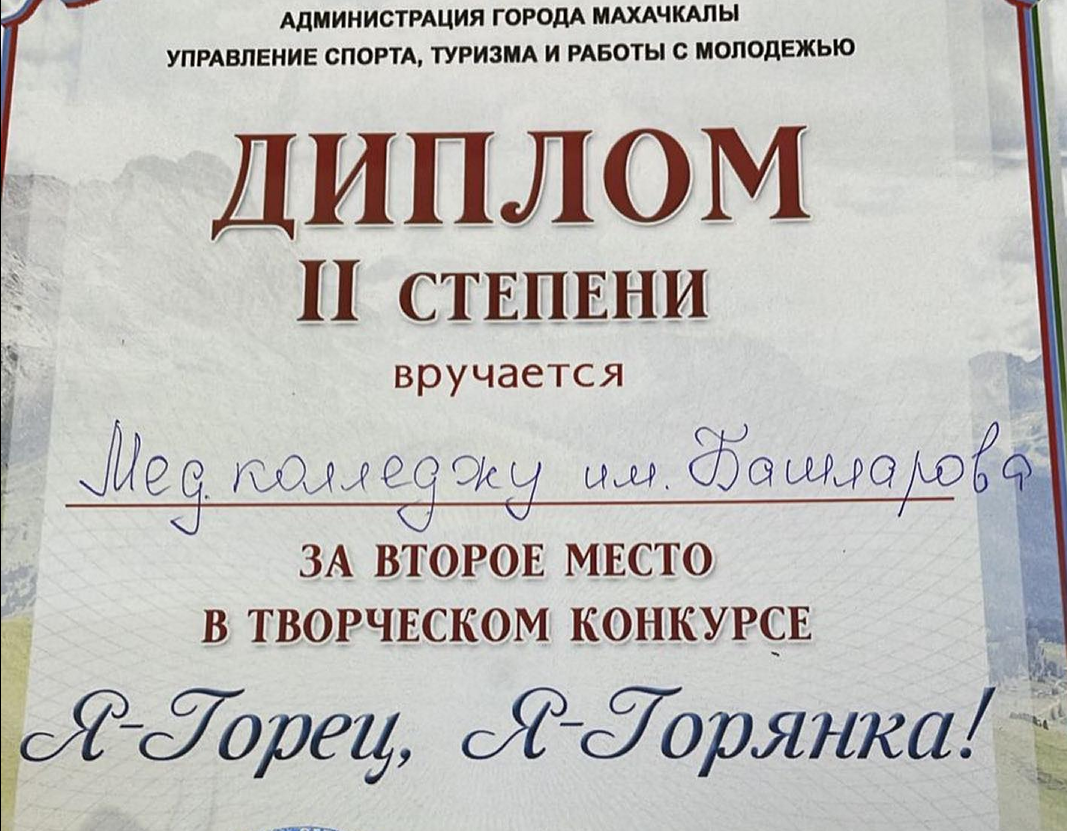 АДМИНИСТРАЦИЯ ГОРОДА МАХАЧКАЛЫ
УПРАВЛЕНИЕ СПОРТА, ТУРИЗМА И РАБОТЫ С МОЛОДЕЖЬЮ
ДИПЛОМ
II СТЕПЕНИ
вручается
Мед. колледжу им. Башларова
ЗА ВТОРОЕ МЕСТО
В ТВОРЧЕСКОМ КОНКУРСЕ
Я-Горец, Я-Горянка!